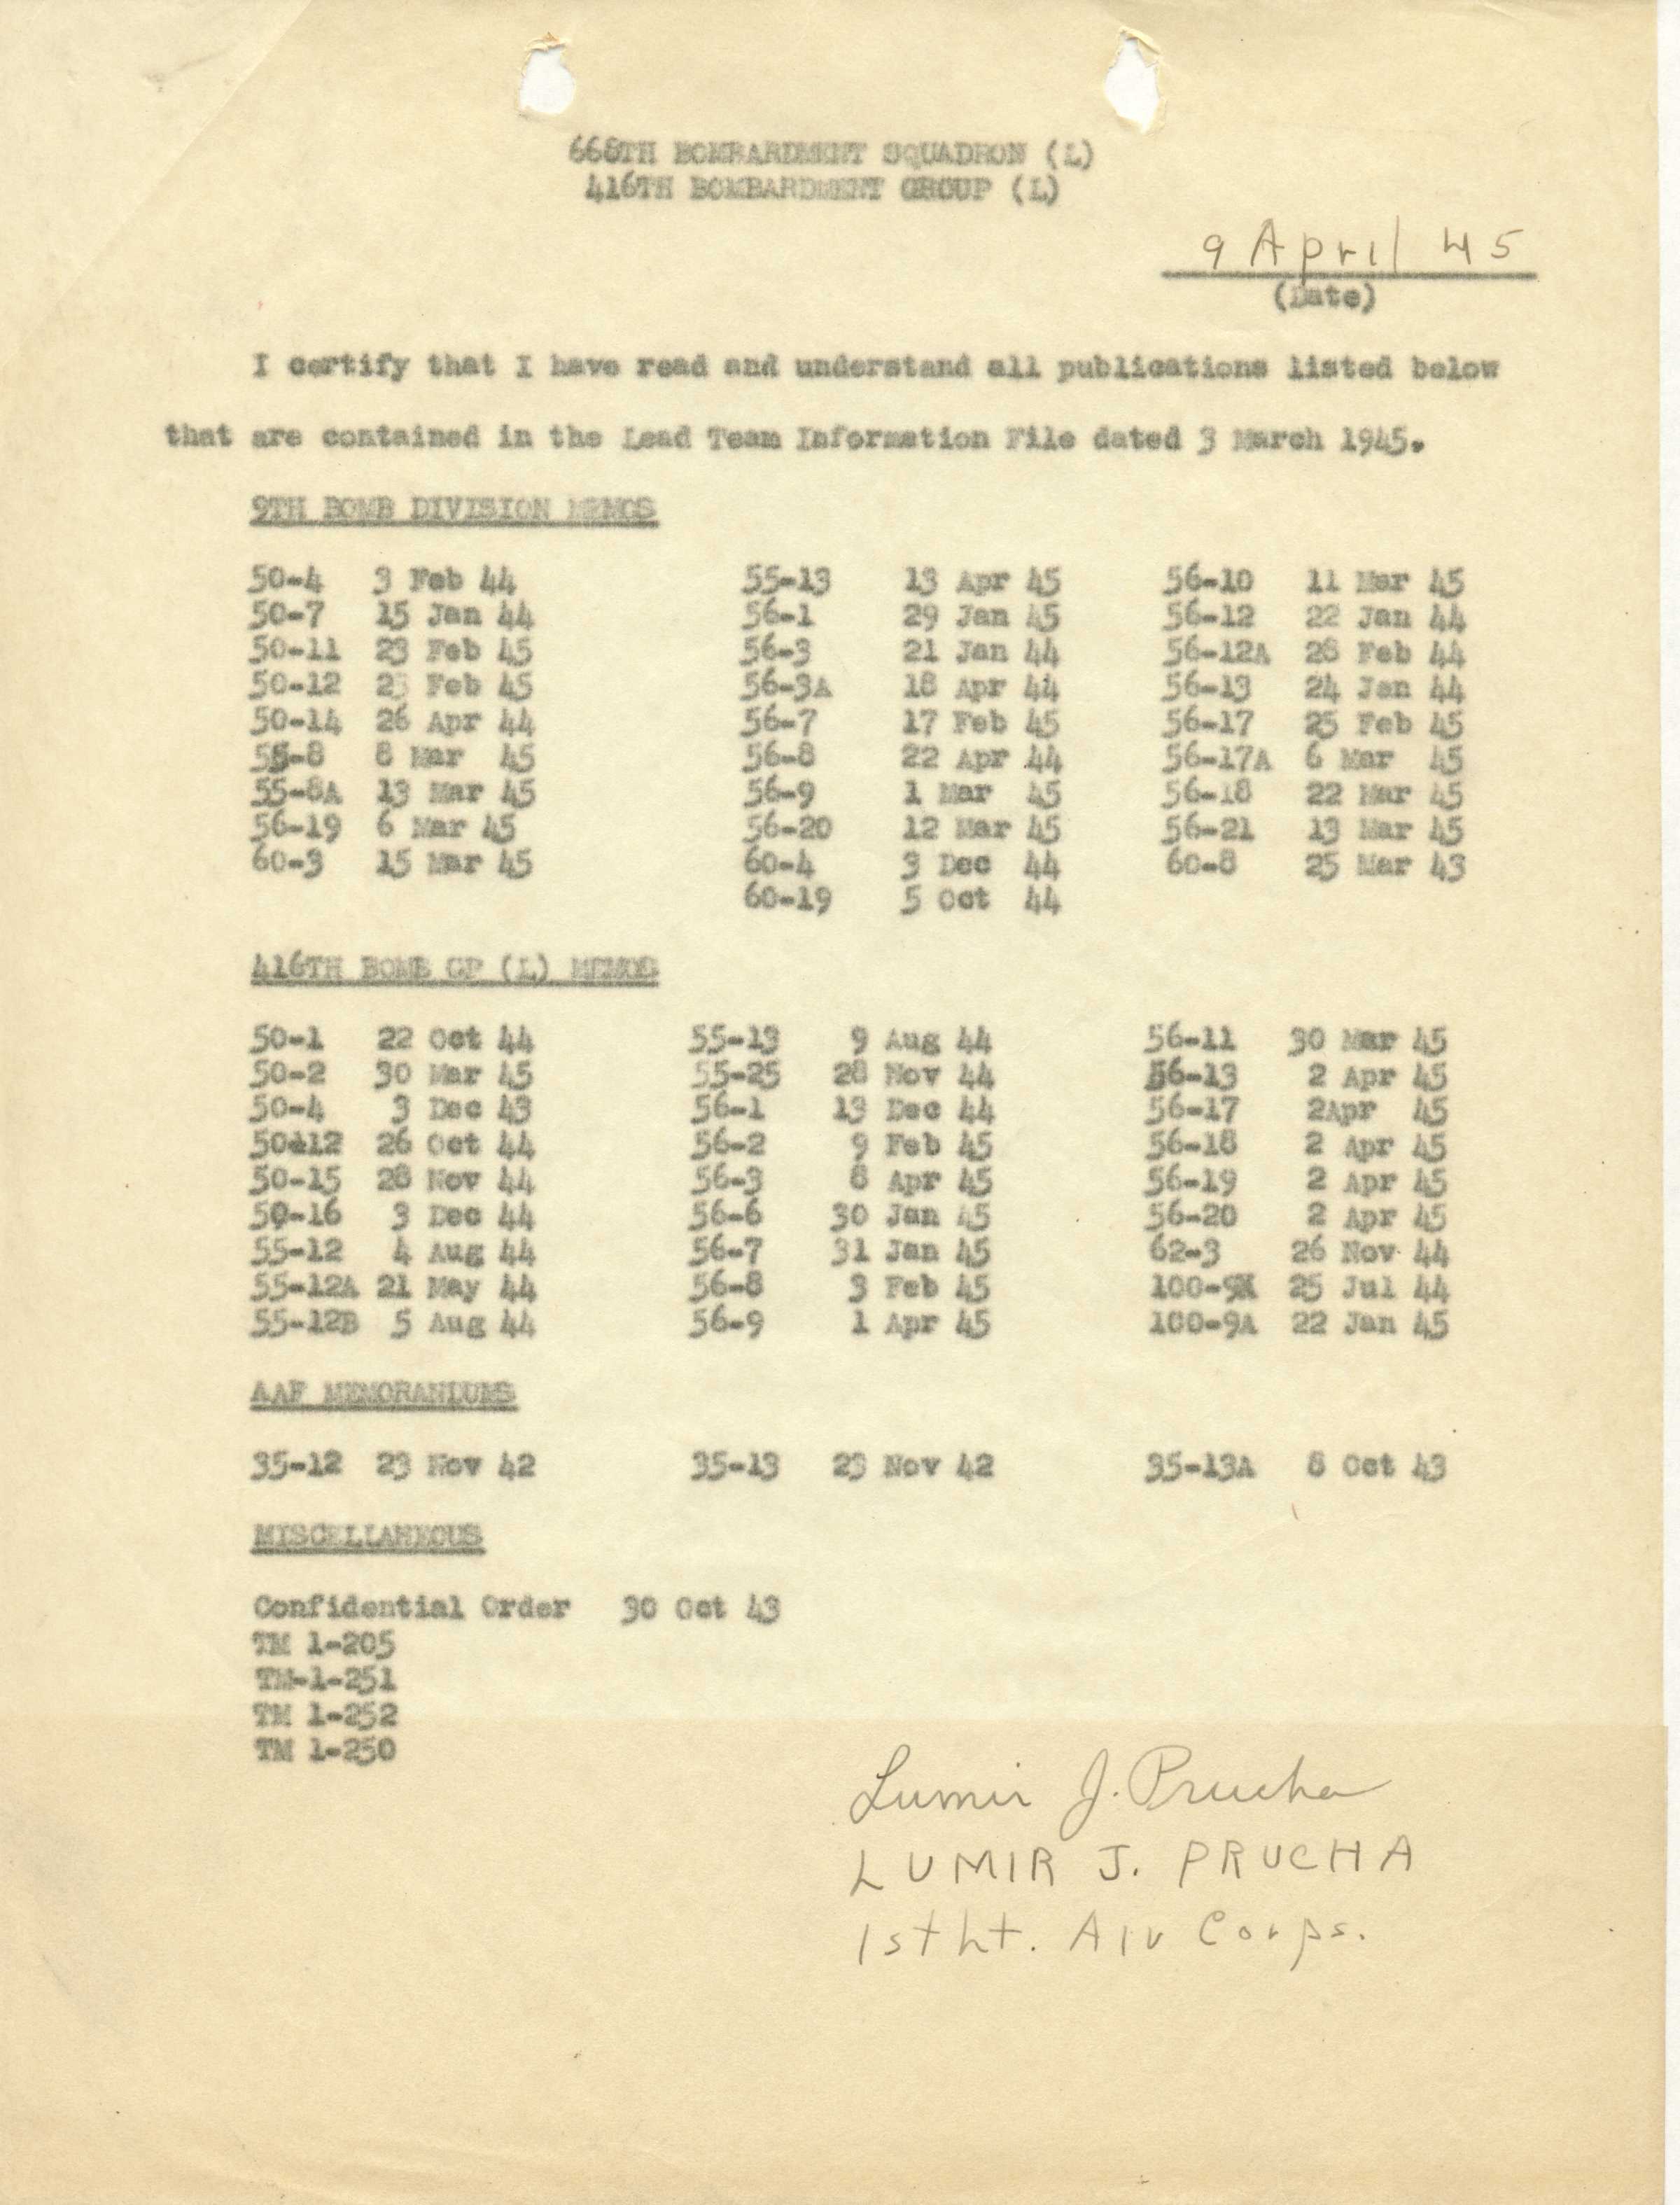 668TH BOMBARDMENT SQUADRON (L)
416TH BOMBARDMENT GROUP (L)
9 April 45
(Date)
I certify that I have read and understand all publications listed below
that are contained in the Lead Team Information File dated 3 March 1945.
9TH BOMB DIVISION MEMOS
50-4 3 Feb 44 55-13 13 Apr 45 56-10 11 Mar 45
50-7 15 Jan 44 56-1 29 Jan 45 56-12 22 Jan 44
50-11 23 Feb 45 56-3 21 Jan 44 56-12A 28 Feb 44
50-12 23 Feb 45 56-3A 18 Apr 44 56-13 24 Jan 44
50-14 26 Apr 44 56-7 17 Feb 45 56-17 25 Feb 45
55-8 8 Mar 45 56-8 22 Apr 44 56-17A 6 Mar 45
55-8A 13 Mar 45 56-9 1 Mar 45 56-18 22 Mar 45
56-19 6 Mar 45 56-20 12 Mar 45 56-21 13 Mar 45
60-3 15 Mar 45 60-4 3 Dec 44 60-8 25 Mar 43
60-19 5 Oct 44
416TH BOMB GP (L) MEMOS
50-1 22 Oct 44 55-13 9 Aug 44 56-11 30 Mar 45
50-2 30 Mar 45 55-25 28 Nov 44 56-13 2 Apr 45
50-4 3 Dec 43 56-1 13 Dec 44 56-17 2Apr 45
50-12 26 Oct 44 56-2 9 Feb 45 56-18 2 Apr 45
50-15 28 Nov 44 56-3 8 Apr 45 56-19 2 Apr 45
50-16 3 Dec 44 56-6 30 Jan 45 56-20 2 Apr 45
55-12 4 Aug 44 56-7 31 Jan 45 62-3 26 Nov 44
55-12A 21 May 44 56-8 3 Feb 45 100-9 25 Jul 44
55-12B 5 Aug 44 56-9 1 Apr 45 100-9A 22 Jan 45
AAF MEMORANDUMS
35-12 23 Nov 42 35-13 23 Nov 42 35-13A 8 Oct 43
MISCELLANEOUS
Confidential Order 30 Oct 43
TM 1-205
TM-1-251
TM 1-252
TM 1-250
Lumir J. Prucha
LUMIR J. PRUCHA
1st Lt. Air Corps.